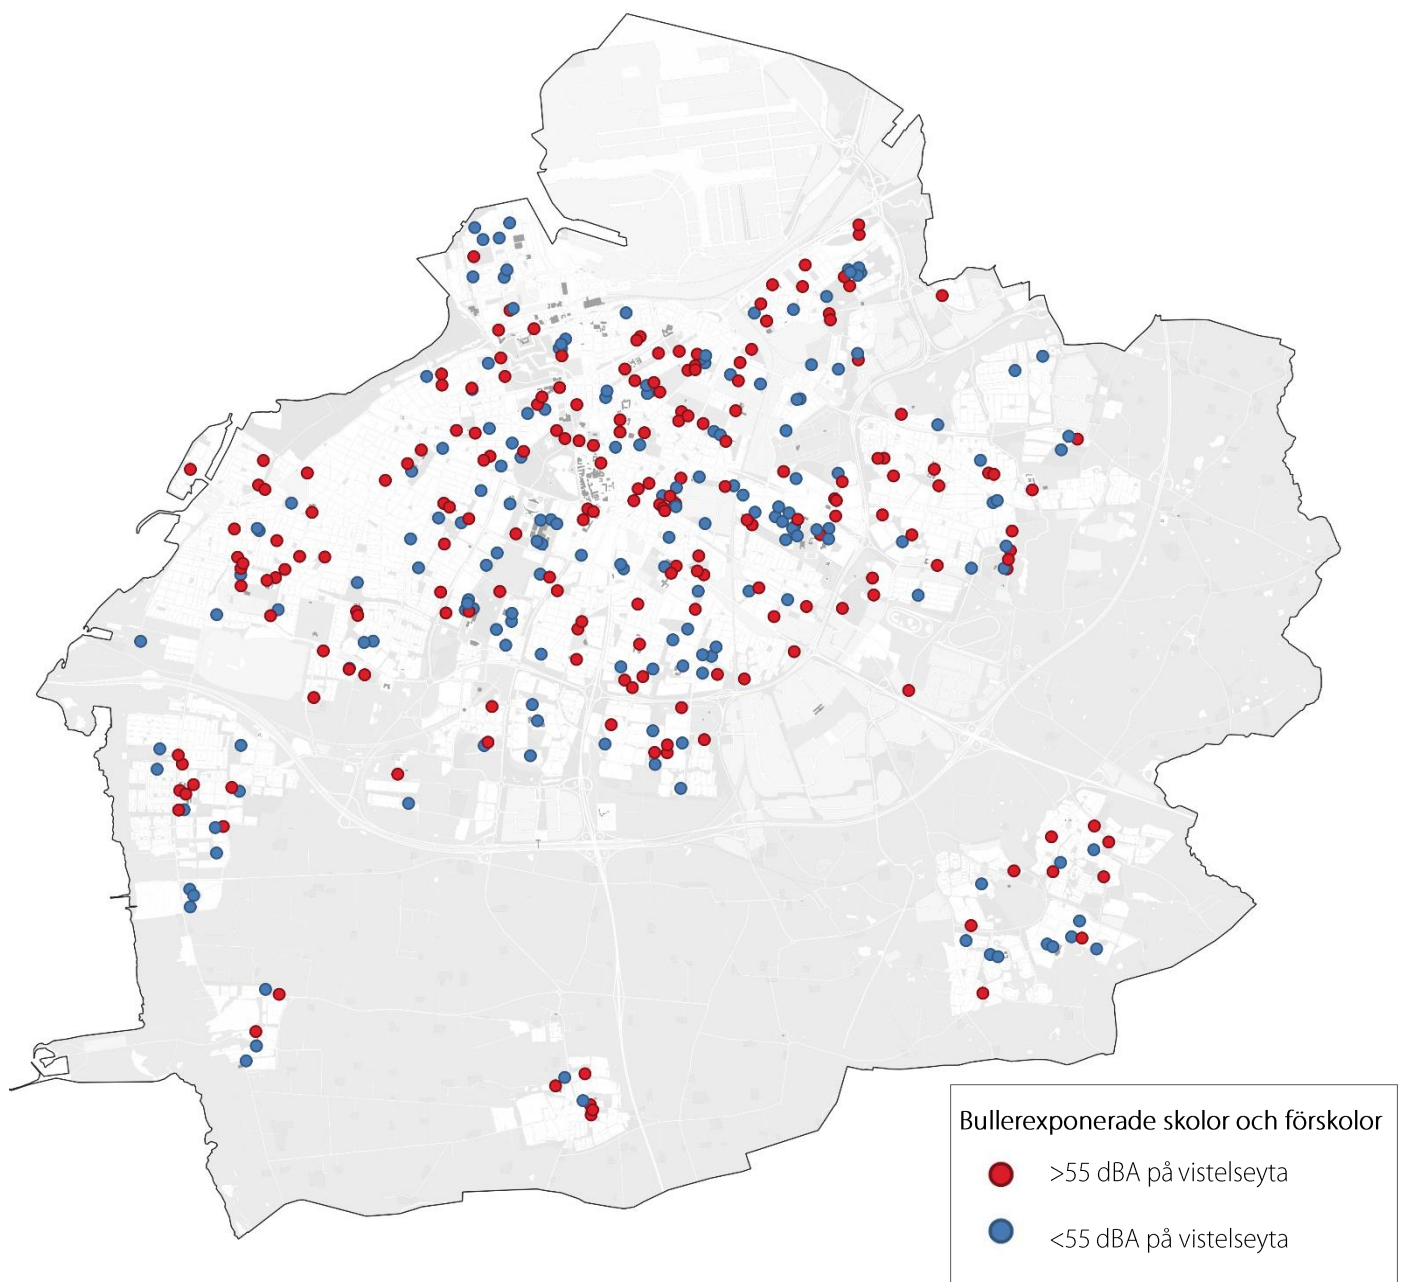 Bullerexponerade skolor och förskolor
>55 dBA på vistelseyta
<55 dBA på vistelseyta